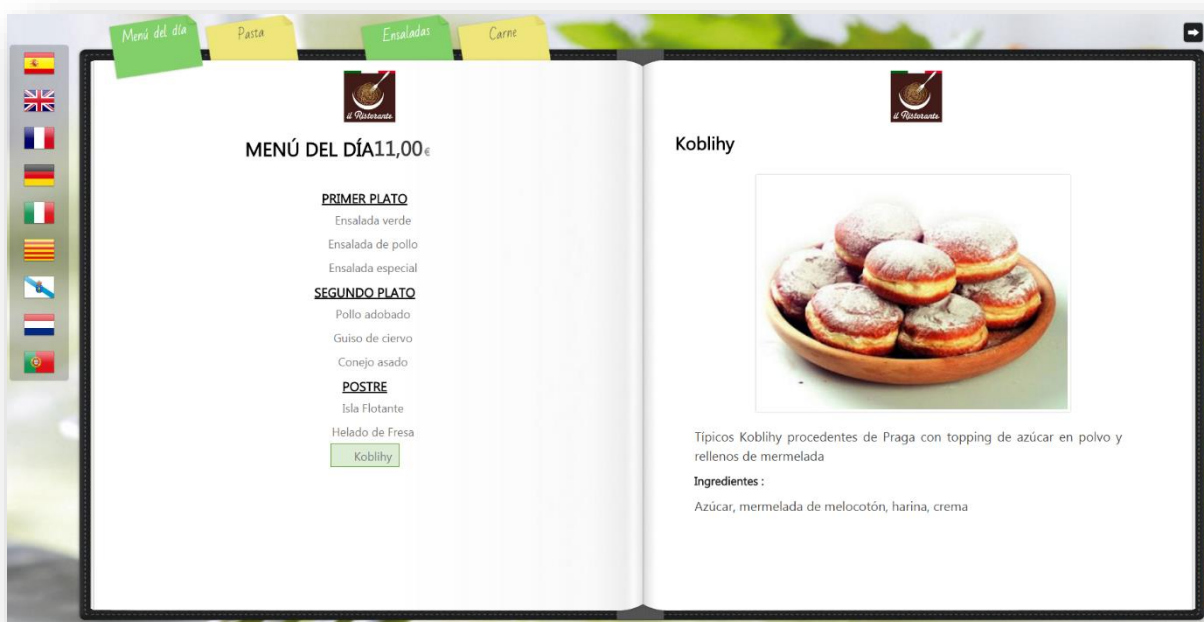 Menú del día
Pasta
Ensaladas
Carne
il Ristorante
MENÚ DEL DÍA11,00€
PRIMER PLATO
Ensalada verde
Ensalada de pollo
Ensalada especial
SEGUNDO PLATO
Pollo adobado
Guiso de ciervo
Conejo asado
POSTRE
Isla Flotante
Helado de Fresa
Koblihy
il Ristorante
Koblihy
Típicos Koblihy procedentes de Praga con topping de azúcar en polvo y
rellenos de mermelada
Ingredientes :
Azúcar, mermelada de melocotón, harina, crema